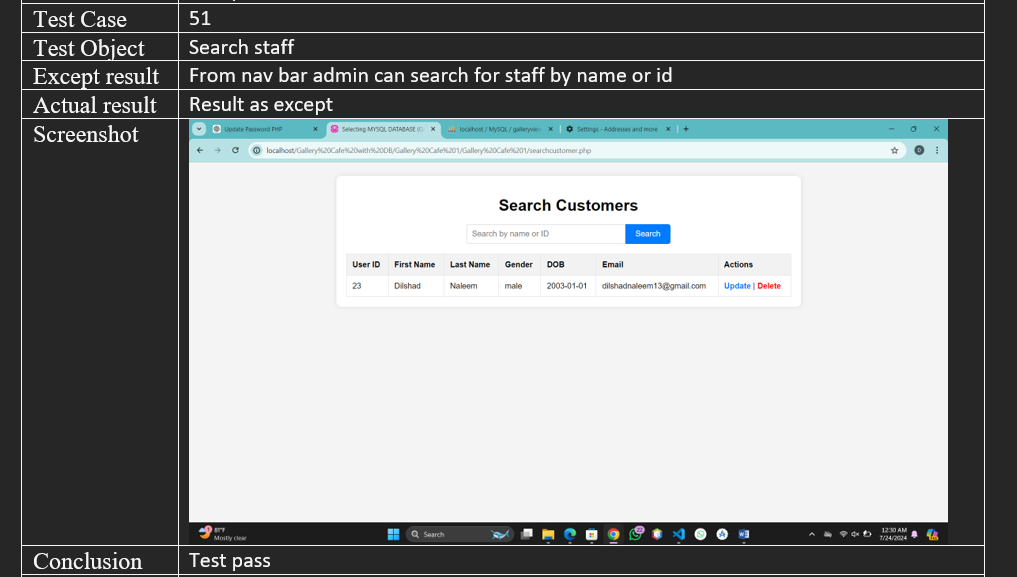 Test Case 51
Test Object Search staff
Except result From nav bar admin can search for staff by name or id
Actual result Result as except
Screenshot
Update Password PHP Selecting MYSQL DATABASE (G localhost / MySQL / galleryview Settings - Addresses and more
localhost/Gallery%20Cafe%20with%20DB/Gallery%20Cafe%201/Gallery%20Cafe%201/searchcustomer.php
Search Customers
Search by name or ID Search
User ID First Name Last Name Gender DOB Email Actions
23 Dilshad Naleem male 2003-01-01 dilshadnaleem13@gmail.com Update | Delete
81°F
Mostly clear
Search
22
12:30 AM
7/24/2024
Conclusion Test pass